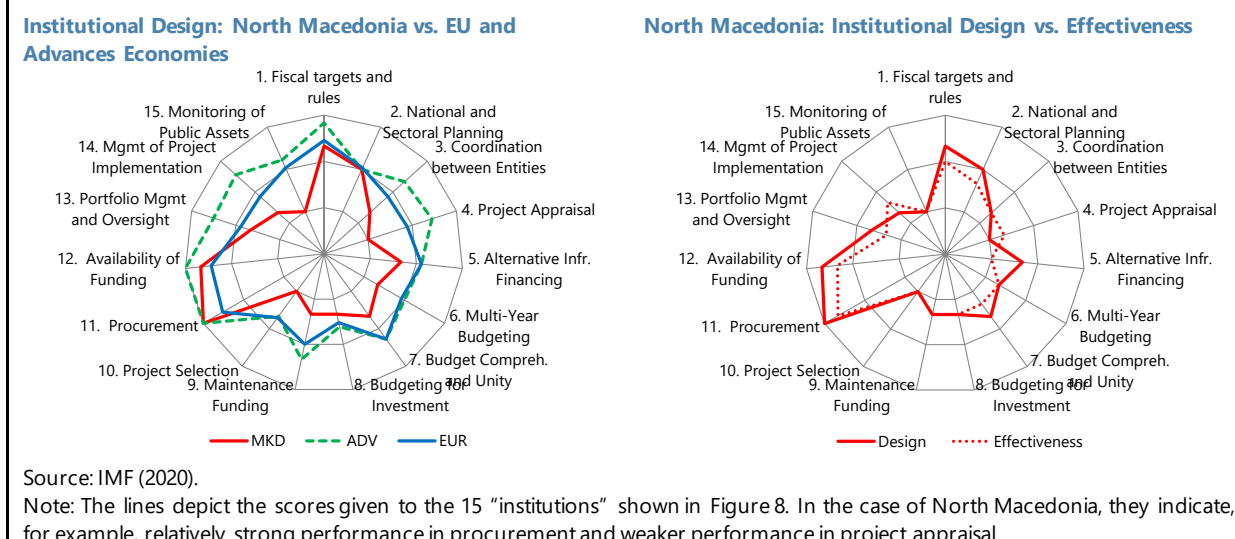 Institutional Design: North Macedonia vs. EU and
Advances Economies
1. Fiscal targets and
rules
2. National and
Sectoral Planning
3. Coordination
between Entities
4. Project Appraisal
5. Alternative Infr.
Financing
6. Multi-Year
Budgeting
7. Budget Compreh.
and Unity
8. Budgeting for
Investment
9. Maintenance
Funding
10. Project Selection
11. Procurement
12. Availability of
Funding
13. Portfolio Mgmt
and Oversight
14. Mgmt of Project
Implementation
15. Monitoring of
Public Assets
MKD ADV EUR
North Macedonia: Institutional Design vs. Effectiveness
1. Fiscal targets and
rules
2. National and
Sectoral Planning
3. Coordination
between Entities
4. Project Appraisal
5. Alternative Infr.
Financing
6. Multi-Year
Budgeting
7. Budget Compreh.
and Unity
8. Budgeting for
Investment
9. Maintenance
Funding
10. Project Selection
11. Procurement
12. Availability of
Funding
13. Portfolio Mgmt
and Oversight
14. Mgmt of Project
Implementation
15. Monitoring of
Public Assets
Design Effectiveness
Source: IMF (2020).
Note: The lines depict the scores given to the 15 “institutions” shown in Figure 8. In the case of North Macedonia, they indicate,
for example, relatively strong performance in procurement and weaker performance in project appraisal